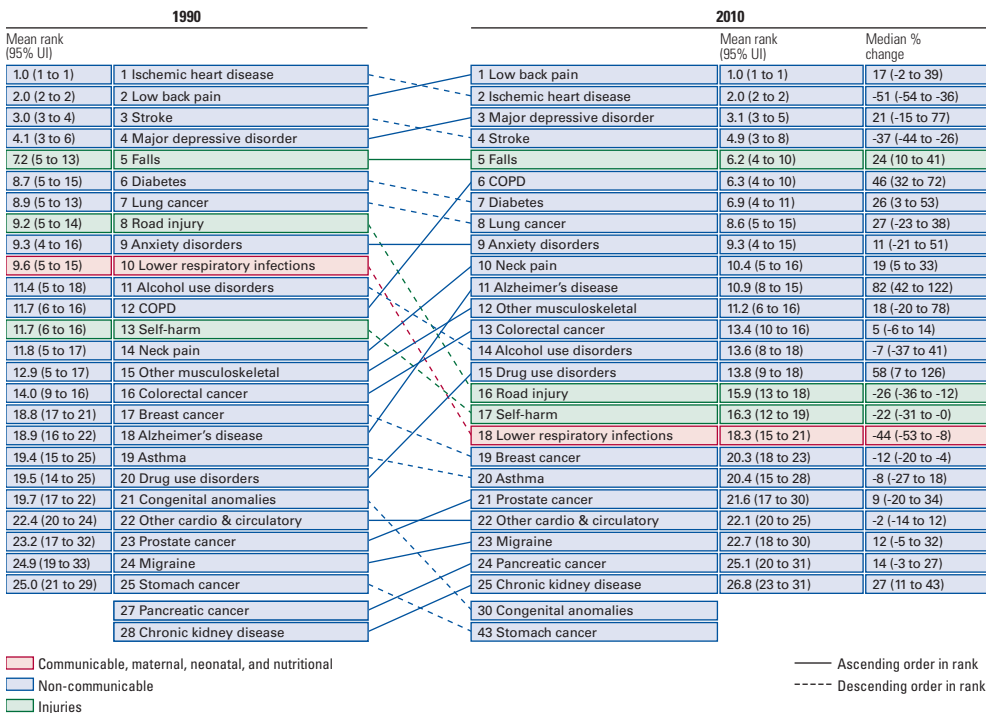 1990 2010
Mean rank (95% UI) Mean rank (95% UI) Median % change
1.0 (1 to 1) 1 Ischemic heart disease 1 Low back pain 1.0 (1 to 1) 17 (-2 to 39)
2.0 (2 to 2) 2 Low back pain 2 Ischemic heart disease 2.0 (2 to 2) -51 (-54 to -36)
3.0 (3 to 4) 3 Stroke 3 Major depressive disorder 3.1 (3 to 5) 21 (-15 to 77)
4.1 (3 to 6) 4 Major depressive disorder 4 Stroke 4.9 (3 to 8) -37 (-44 to -26)
7.2 (5 to 13) 5 Falls 5 Falls 6.2 (4 to 10) 24 (10 to 41)
8.7 (5 to 15) 6 Diabetes 6 COPD 6.3 (4 to 10) 46 (32 to 72)
8.9 (5 to 13) 7 Lung cancer 7 Diabetes 6.9 (4 to 11) 26 (3 to 53)
9.2 (5 to 14) 8 Road injury 8 Lung cancer 8.6 (5 to 15) 27 (-23 to 38)
9.3 (4 to 16) 9 Anxiety disorders 9 Anxiety disorders 9.3 (4 to 15) 11 (-21 to 51)
9.6 (5 to 15) 10 Lower respiratory infections 10 Neck pain 10.4 (5 to 16) 19 (5 to 33)
11.4 (5 to 18) 11 Alcohol use disorders 11 Alzheimer's disease 10.9 (8 to 15) 82 (42 to 122)
11.7 (6 to 16) 12 COPD 12 Other musculoskeletal 11.2 (6 to 16) 18 (-20 to 78)
11.7 (6 to 16) 13 Self-harm 13 Colorectal cancer 13.4 (10 to 16) 5 (-6 to 14)
11.8 (5 to 17) 14 Neck pain 14 Alcohol use disorders 13.6 (8 to 18) -7 (-37 to 41)
12.9 (5 to 17) 15 Other musculoskeletal 15 Drug use disorders 13.8 (9 to 18) 58 (7 to 126)
14.0 (9 to 16) 16 Colorectal cancer 16 Road injury 15.9 (13 to 18) -26 (-36 to -12)
18.8 (17 to 21) 17 Breast cancer 17 Self-harm 16.3 (12 to 19) -22 (-31 to -0)
18.9 (16 to 22) 18 Alzheimer's disease 18 Lower respiratory infections 18.3 (15 to 21) -44 (-53 to -8)
19.4 (15 to 25) 19 Asthma 19 Breast cancer 20.3 (18 to 23) -12 (-20 to -4)
19.5 (14 to 25) 20 Drug use disorders 20 Asthma 20.4 (15 to 28) -8 (-27 to 18)
19.7 (17 to 22) 21 Congenital anomalies 21 Prostate cancer 21.6 (17 to 30) 9 (-20 to 34)
22.4 (20 to 24) 22 Other cardio & circulatory 22 Other cardio & circulatory 22.1 (20 to 25) -2 (-14 to 12)
23.2 (17 to 32) 23 Prostate cancer 23 Migraine 22.7 (18 to 30) 12 (-5 to 32)
24.9 (19 to 33) 24 Migraine 24 Pancreatic cancer 25.1 (20 to 31) 14 (-3 to 27)
25.0 (21 to 29) 25 Stomach cancer 25 Chronic kidney disease 26.8 (23 to 31) 27 (11 to 43)
27 Pancreatic cancer 30 Congenital anomalies
28 Chronic kidney disease 43 Stomach cancer
Communicable, maternal, neonatal, and nutritional Ascending order in rank
Non-communicable Descending order in rank
Injuries